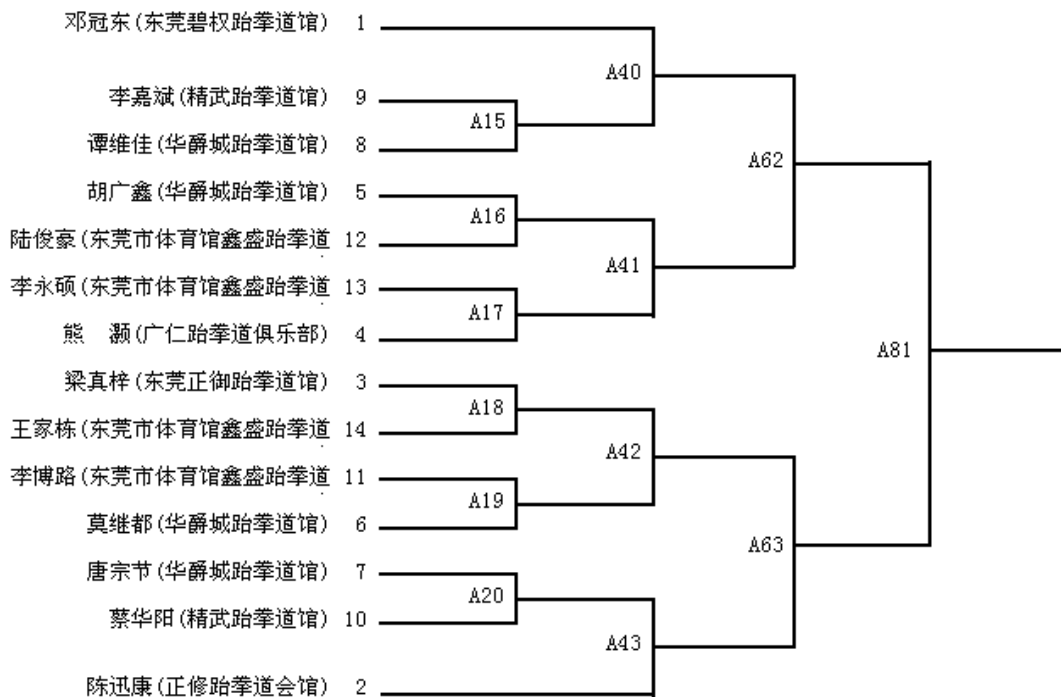 邓冠东(东莞碧权跆拳道馆) 1
A40
李嘉斌(精武跆拳道馆) 9
A15
谭维佳(华爵城跆拳道馆) 8
A62
胡广鑫(华爵城跆拳道馆) 5
A16
陆俊豪(东莞市体育馆鑫盛跆拳道 12
A41
李永硕(东莞市体育馆鑫盛跆拳道 13
A17
熊 灏(广仁跆拳道俱乐部) 4
A81
梁真梓(东莞正御跆拳道馆) 3
A18
王家栋(东莞市体育馆鑫盛跆拳道 14
A42
李博路(东莞市体育馆鑫盛跆拳道 11
A19
莫继都(华爵城跆拳道馆) 6
A63
唐宗节(华爵城跆拳道馆) 7
A20
蔡华阳(精武跆拳道馆) 10
A43
陈迅康(正修跆拳道会馆) 2